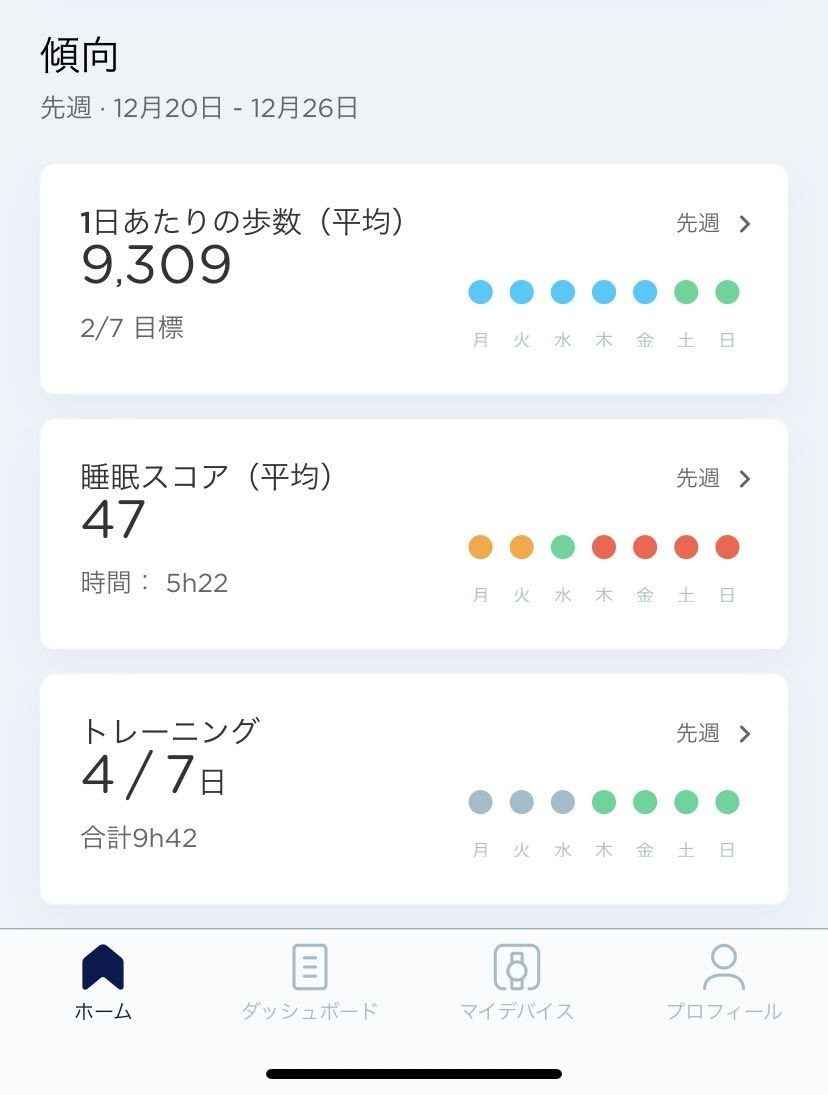 傾向
先週 · 12月20日 - 12月26日
1日あたりの歩数（平均）
先週
9,309
2/7 目標
月 火 水 木 金 土 日
睡眠スコア（平均）
先週
47
時間： 5h22
月 火 水 木 金 土 日
トレーニング
先週
4 / 7日
合計9h42
月 火 水 木 金 土 日
ホーム ダッシュボード マイデバイス プロフィール